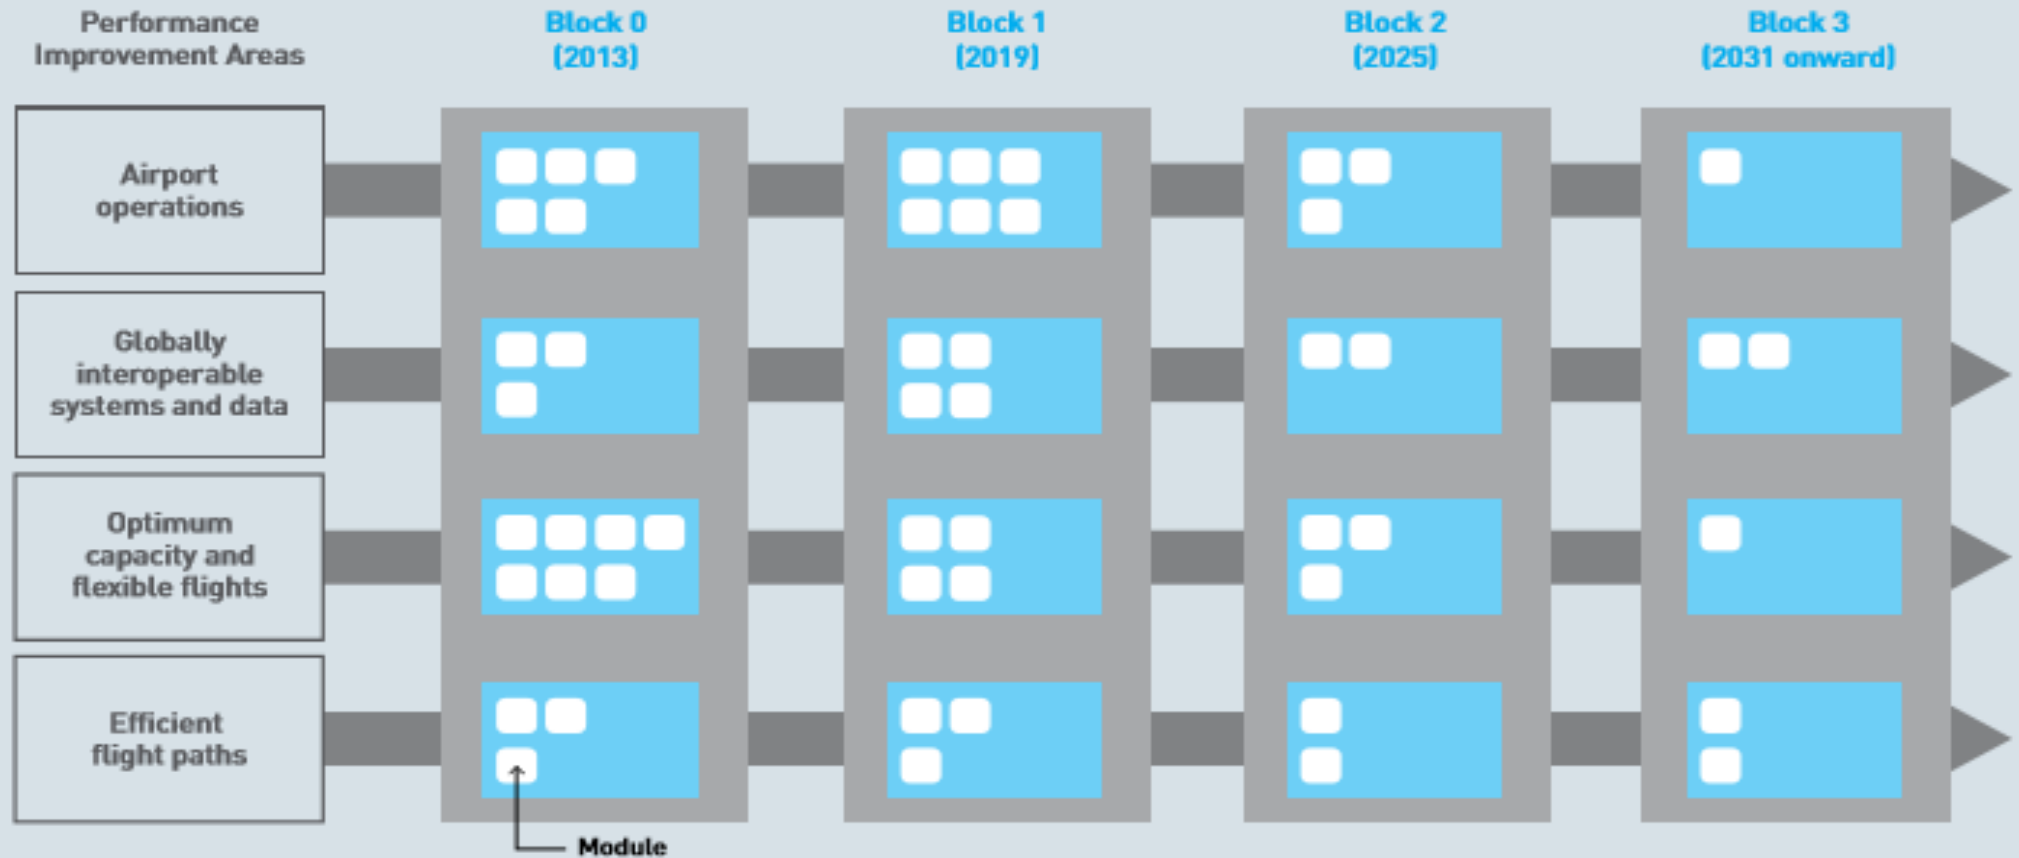 Performance
Improvement Areas
Block 0
(2013)
Block 1
(2019)
Block 2
(2025)
Block 3
(2031 onward)
Airport
operations
Globally
interoperable
systems and data
Optimum
capacity and
flexible flights
Efficient
flight paths
Module